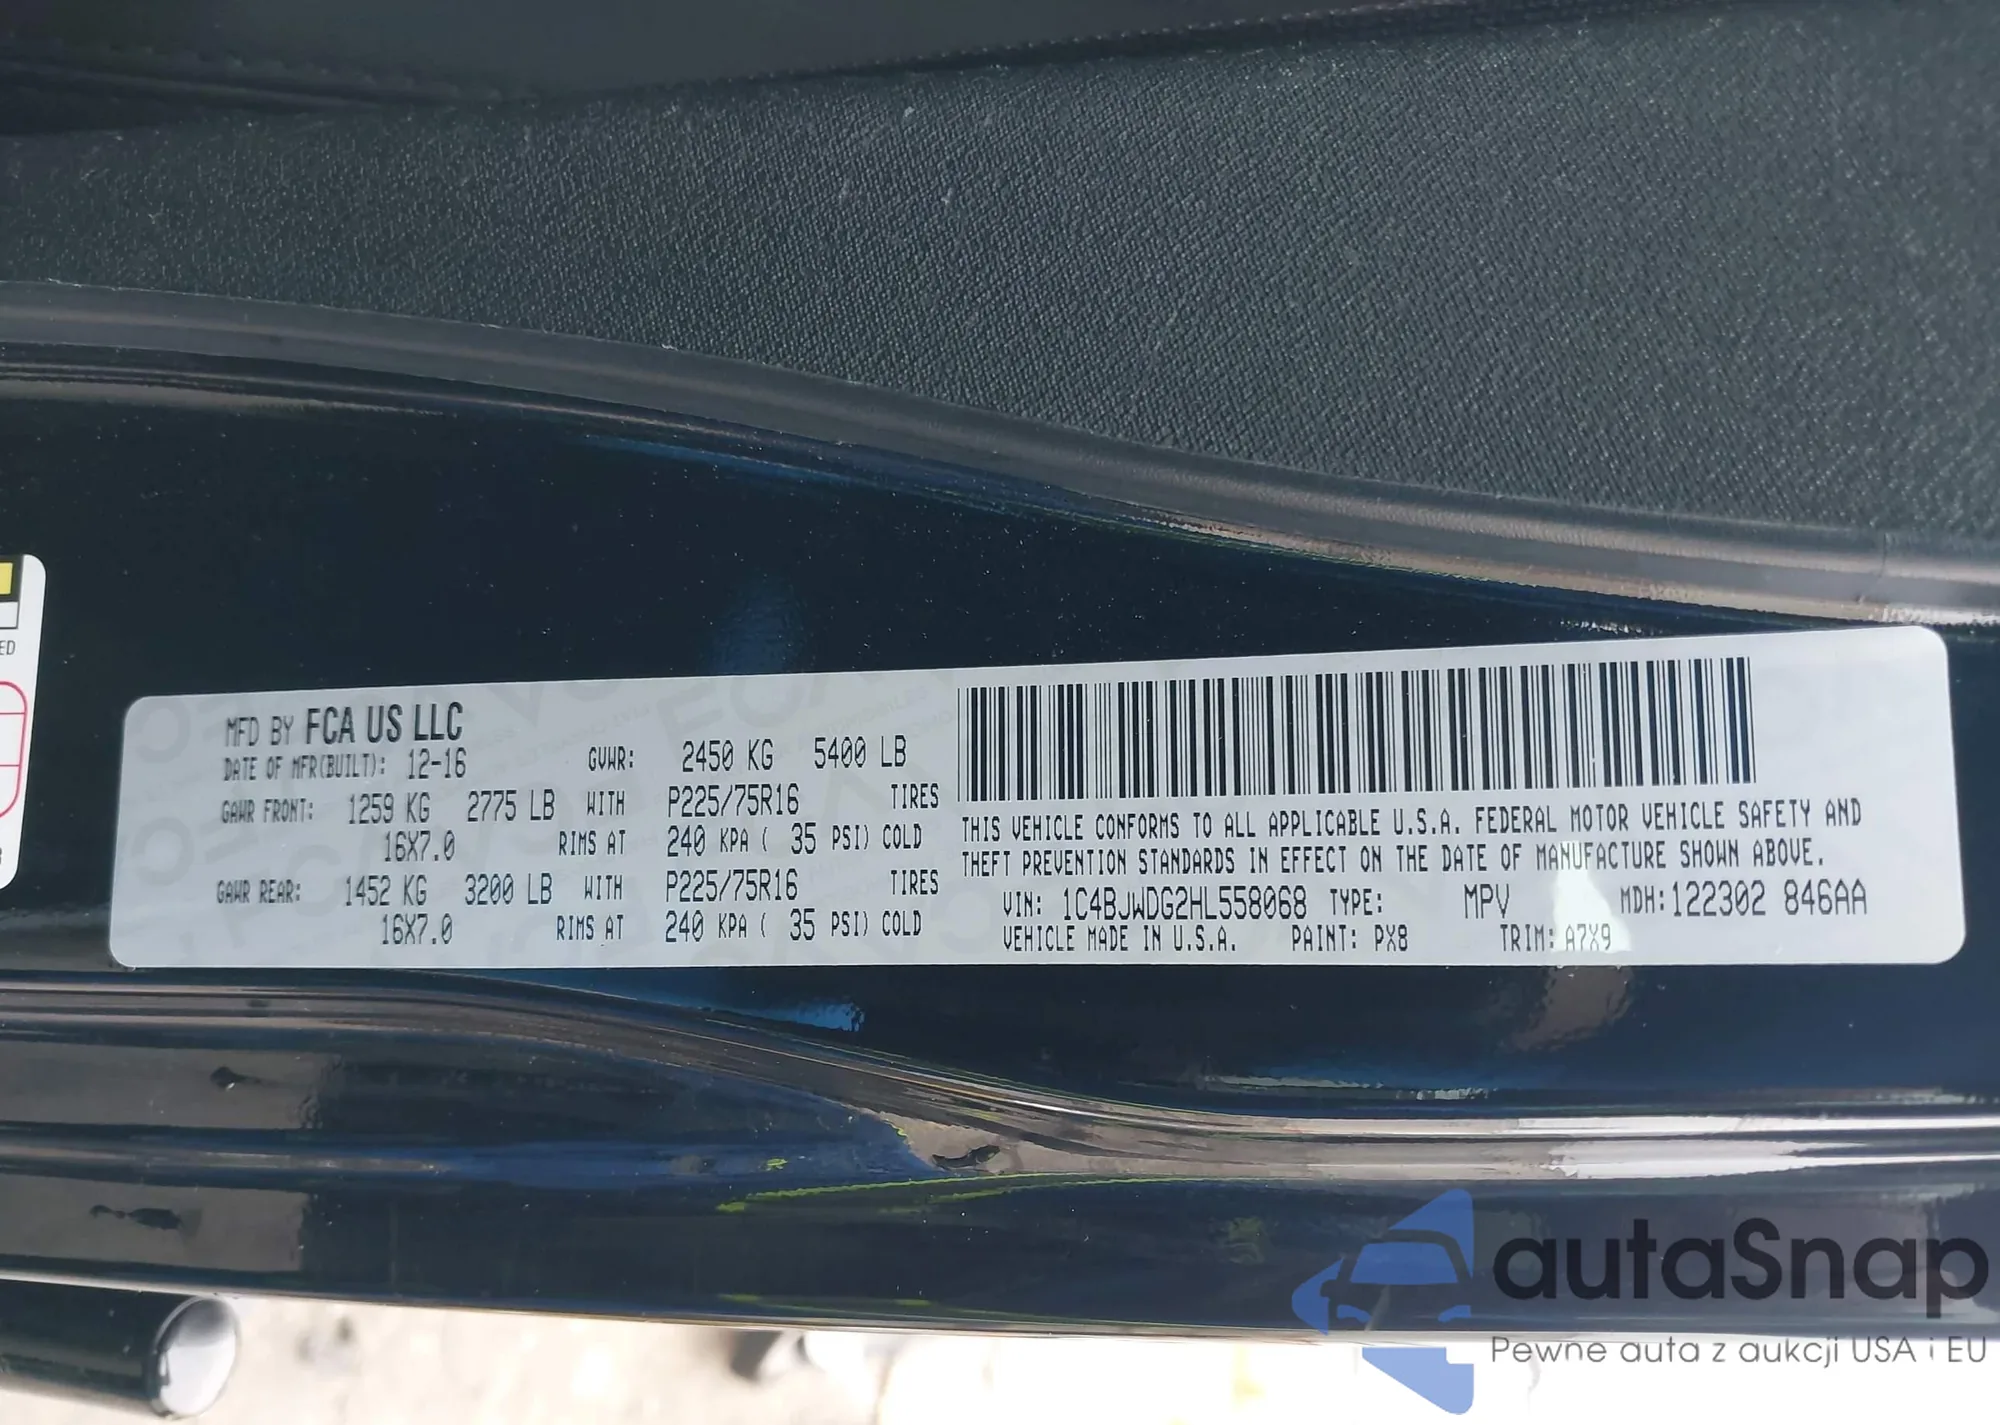 ED
MFD BY FCA US LLC
DATE OF MFR(BUILT): 12-16 GVWR: 2450 KG 5400 LB
GAWR FRONT: 1259 KG 2775 LB WITH P225/75R16 TIRES
16X7.0 RIMS AT 240 KPA ( 35 PSI) COLD
GAWR REAR: 1452 KG 3200 LB WITH P225/75R16 TIRES
16X7.0 RIMS AT 240 KPA ( 35 PSI) COLD
THIS VEHICLE CONFORMS TO ALL APPLICABLE U.S.A. FEDERAL MOTOR VEHICLE SAFETY AND
THEFT PREVENTION STANDARDS IN EFFECT ON THE DATE OF MANUFACTURE SHOWN ABOVE.
VIN: 1C4BJWDG2HL558068 TYPE: MPV MDH:122302 846AA
VEHICLE MADE IN U.S.A. PAINT: PX8 TRIM: A7X9
autaSnap
Pewne auta z aukcji USA i EU